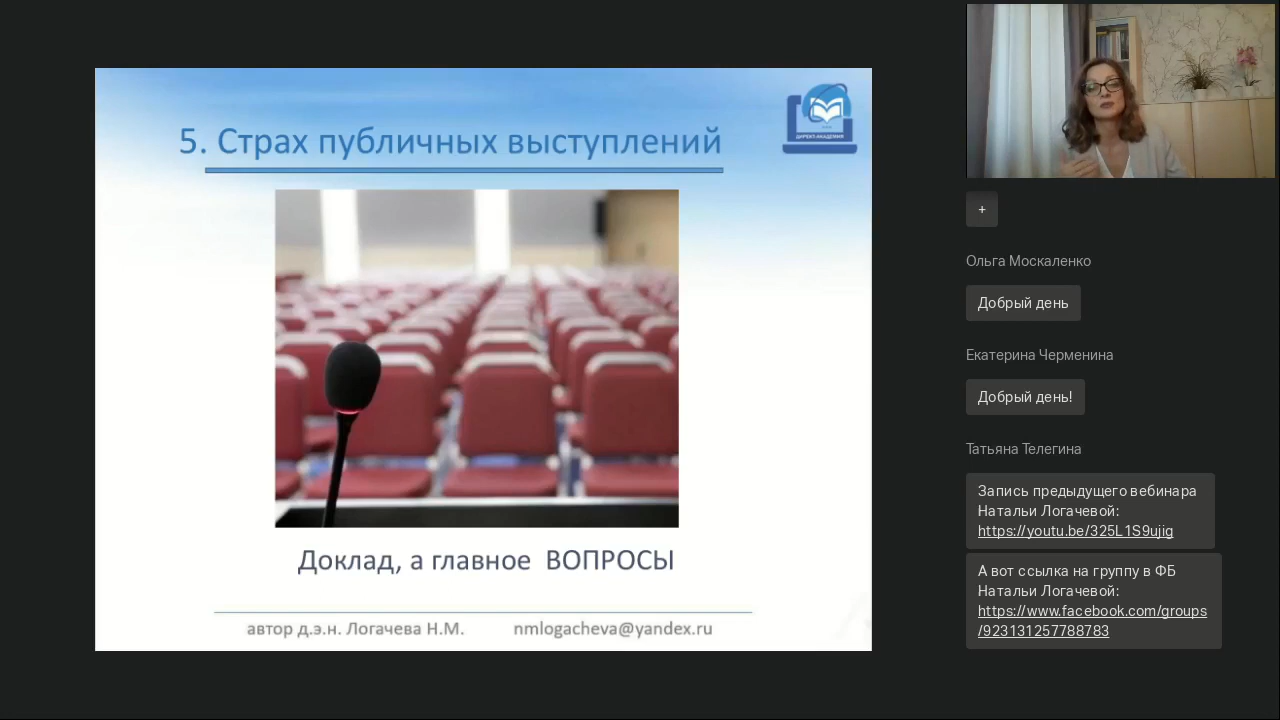 5. Страх публичных выступлений
ДИРЕКТ-АКАДЕМИЯ
Доклад, а главное ВОПРОСЫ
автор д.э.н. Логачева Н.М. nmlogacheva@yandex.ru
+
Ольга Москаленко
Добрый день
Екатерина Черменина
Добрый день!
Татьяна Телегина
Запись предыдущего вебинара
Натальи Логачевой:
https://youtu.be/325L1S9ujig
А вот ссылка на группу в ФБ
Натальи Логачевой:
https://www.facebook.com/groups
/923131257788783